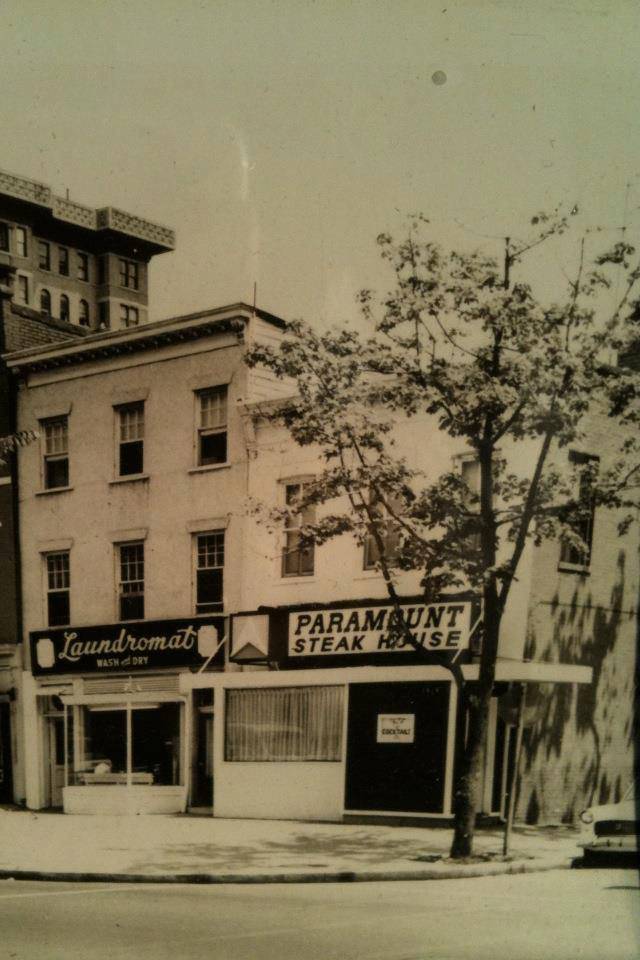 Laundromat
WASH and DRY
PARAMOUNT
STEAK HOUSE
COCKTAILS